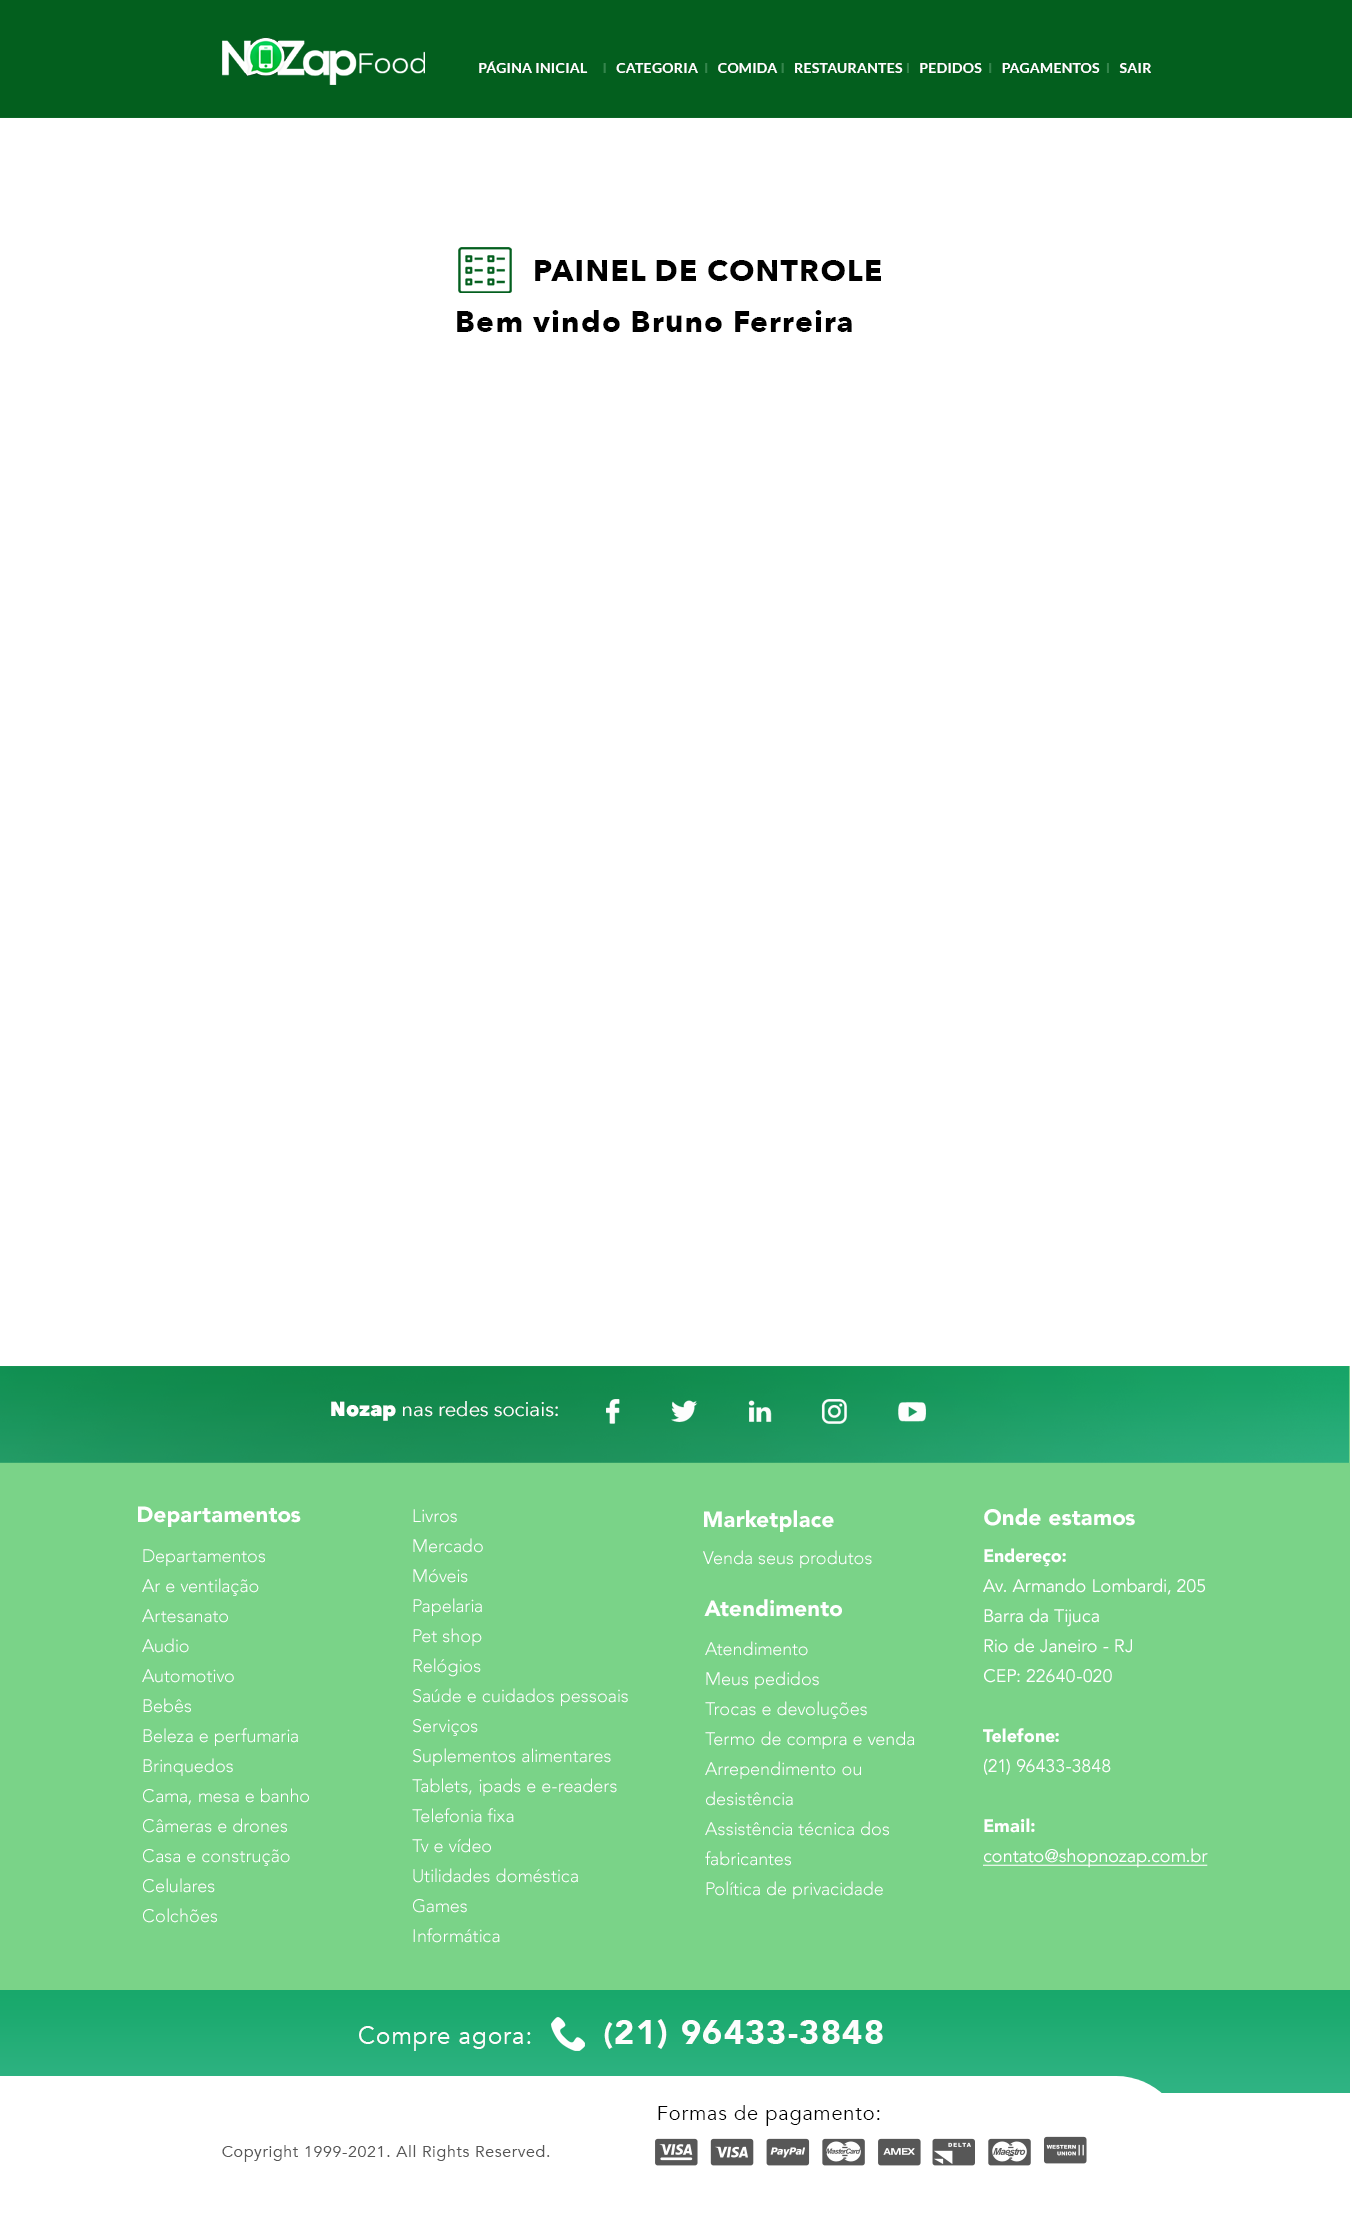 NOZapFood
PÁGINA INICIAL | CATEGORIA | COMIDA | RESTAURANTES | PEDIDOS | PAGAMENTOS | SAIR
PAINEL DE CONTROLE
Bem vindo Bruno Ferreira
Nozap nas redes sociais:
Departamentos
Departamentos
Ar e ventilação
Artesanato
Audio
Automotivo
Bebês
Beleza e perfumaria
Brinquedos
Cama, mesa e banho
Câmeras e drones
Casa e construção
Celulares
Colchões
Livros
Mercado
Móveis
Papelaria
Pet shop
Relógios
Saúde e cuidados pessoais
Serviços
Suplementos alimentares
Tablets, ipads e e-readers
Telefonia fixa
Tv e vídeo
Utilidades doméstica
Games
Informática
Marketplace
Venda seus produtos
Atendimento
Atendimento
Meus pedidos
Trocas e devoluções
Termo de compra e venda
Arrependimento ou
desistência
Assistência técnica dos
fabricantes
Política de privacidade
Onde estamos
Endereço:
Av. Armando Lombardi, 205
Barra da Tijuca
Rio de Janeiro - RJ
CEP: 22640-020
Telefone:
(21) 96433-3848
Email:
contato@shopnozap.com.br
Compre agora: (21) 96433-3848
Formas de pagamento:
Copyright 1999-2021. All Rights Reserved.
VISA VISA PayPal MasterCard AMEX DELTA Maestro WESTERN UNION